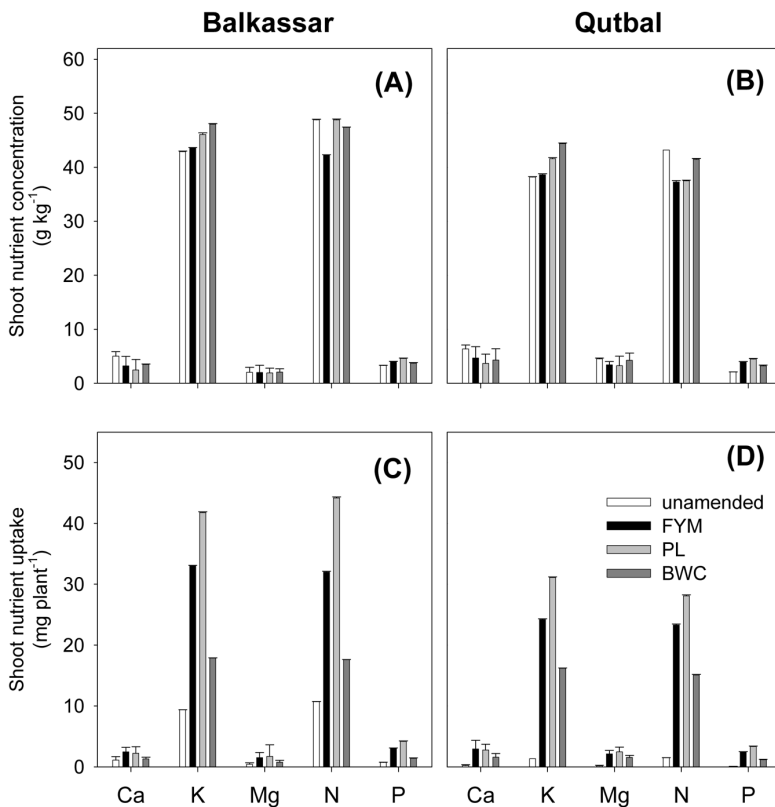 Balkassar
Qutbal
Shoot nutrient concentration
(g kg⁻¹)
60
50
40
30
20
10
0
(A)
(B)
Shoot nutrient uptake
(mg plant⁻¹)
50
40
30
20
10
0
(C)
(D)
unamended
FYM
PL
BWC
Ca K Mg N P
Ca K Mg N P